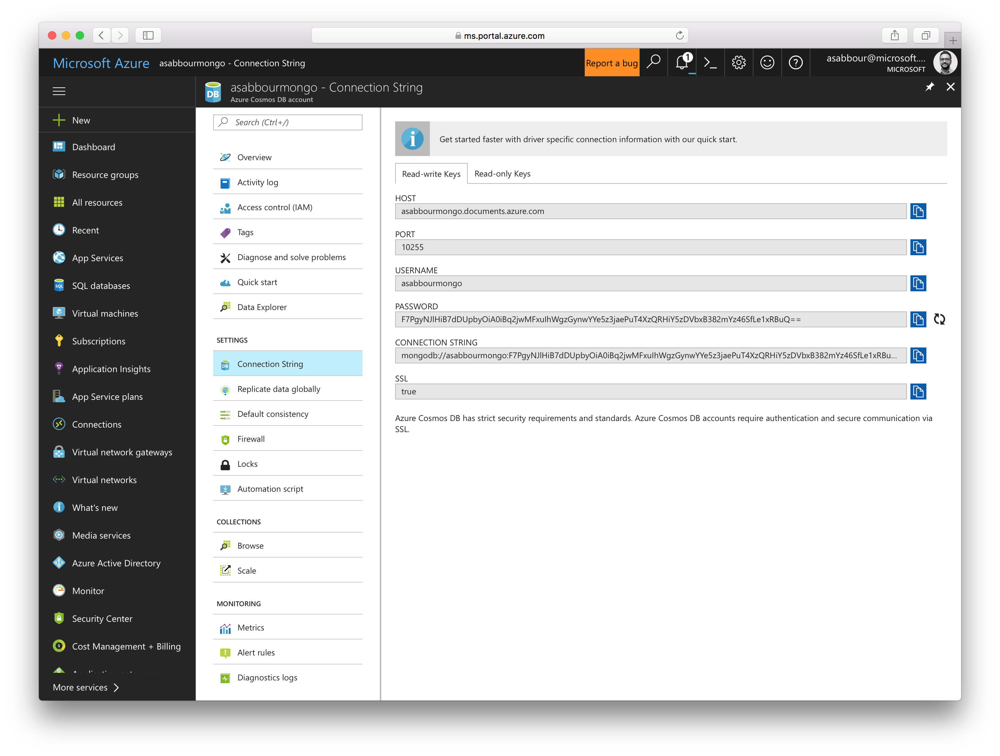 ms.portal.azure.com
Microsoft Azure
asabbourmongo - Connection String
Report a bug
1
asabbour@microsoft....
MICROSOFT
asabbourmongo - Connection String
Azure Cosmos DB account
DB
New
Dashboard
Resource groups
All resources
Recent
App Services
SQL
SQL databases
Virtual machines
Subscriptions
Application Insights
App Service plans
Connections
Virtual network gateways
Virtual networks
What's new
Media services
Azure Active Directory
Monitor
Security Center
Cost Management + Billing
More services
Search (Ctrl+/)
Overview
Activity log
Access control (IAM)
Tags
Diagnose and solve problems
Quick start
Data Explorer
SETTINGS
DB
Connection String
Replicate data globally
Default consistency
Firewall
Locks
Automation script
COLLECTIONS
Browse
Scale
MONITORING
Metrics
Alert rules
Diagnostics logs
Get started faster with driver specific connection information with our quick start.
Read-write Keys
Read-only Keys
HOST
asabbourmongo.documents.azure.com
PORT
10255
USERNAME
asabbourmongo
PASSWORD
CONNECTION STRING
SSL
true
Azure Cosmos DB has strict security requirements and standards. Azure Cosmos DB accounts require authentication and secure communication via
SSL.